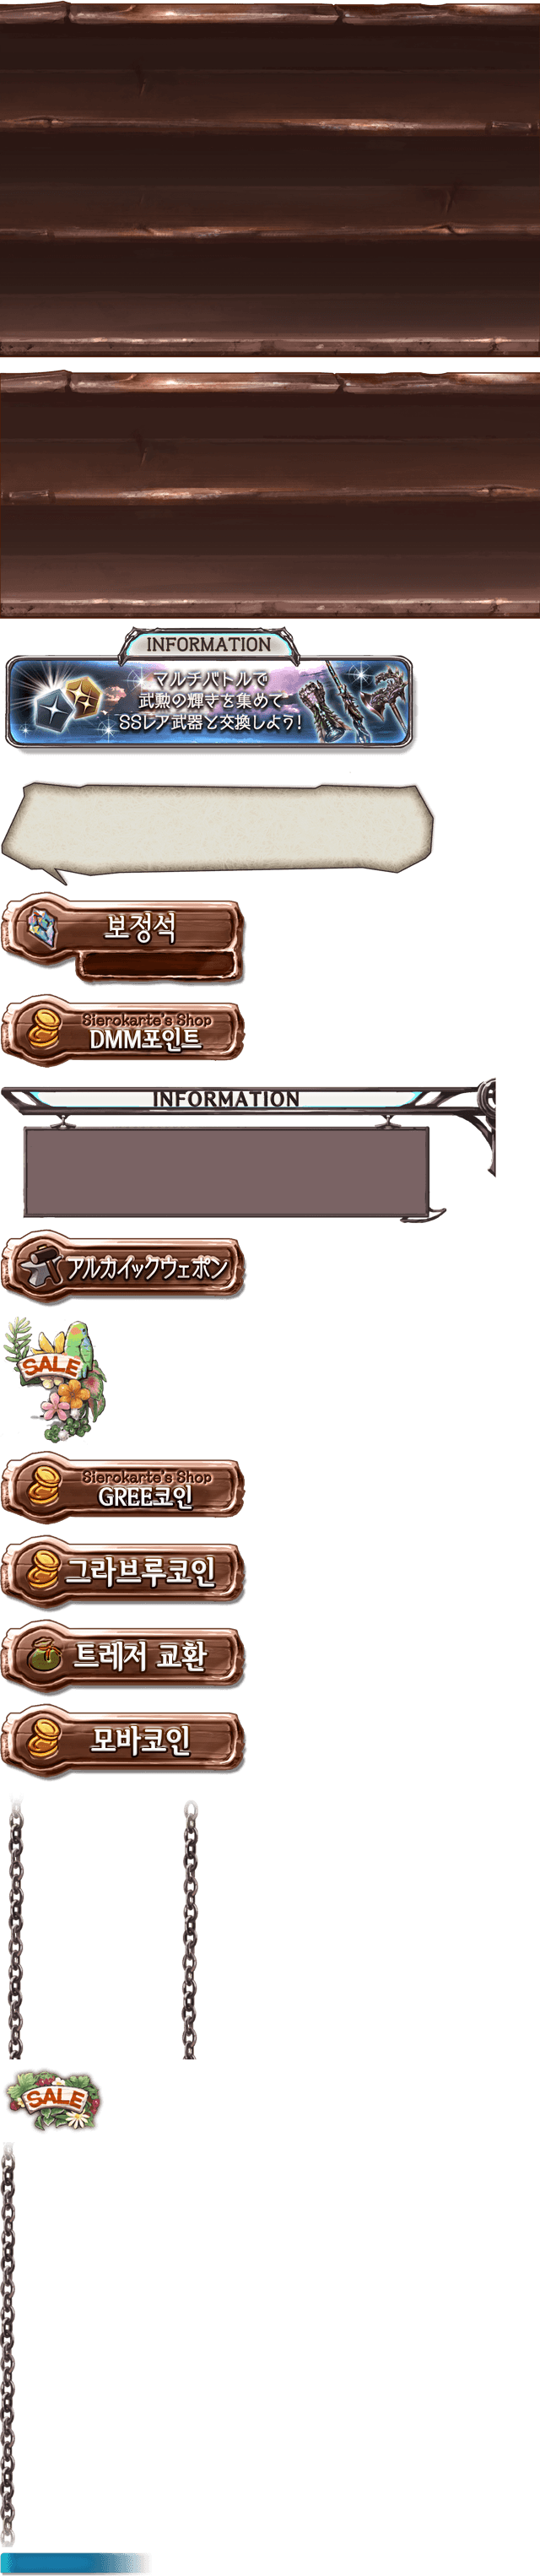 INFORMATION
マルチバトルで
武勲の輝きを集めて
SSレア武器と交換しよう!
보정석
Sierokarte's Shop
DMM포인트
INFORMATION
アルカイックウェポン
SALE
Sierokarte's Shop
GREE코인
그라브루코인
트레저 교환
모바코인
SALE